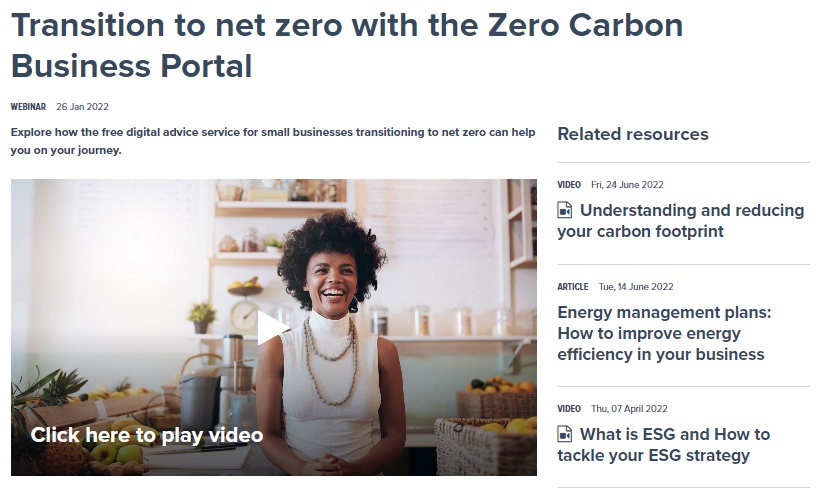 Transition to net zero with the Zero Carbon
Business Portal
WEBINAR 26 Jan 2022
Explore how the free digital advice service for small businesses transitioning to net zero can help
you on your journey.
Click here to play video
Related resources
VIDEO Fri, 24 June 2022
Understanding and reducing
your carbon footprint
ARTICLE Tue, 14 June 2022
Energy management plans:
How to improve energy
efficiency in your business
VIDEO Thu, 07 April 2022
What is ESG and How to
tackle your ESG strategy